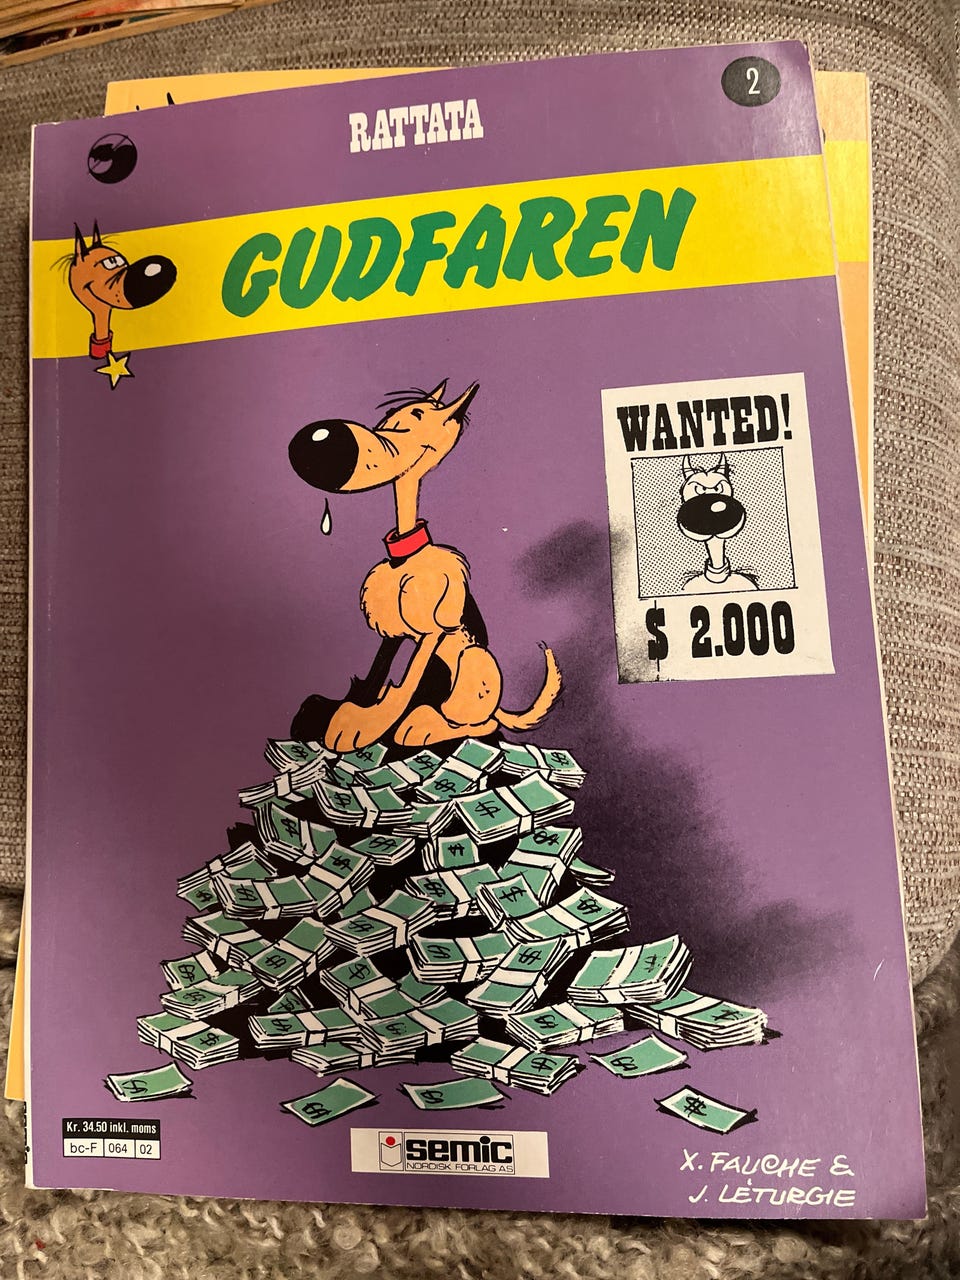 2
RATTATA
GUDFAREN
WANTED!
$ 2.000
Kr. 34.50 inkl. moms
bc-F 064 02
semic
NORDISK FORLAG AS
X. FAUCHE &
J. LÉTURGIE